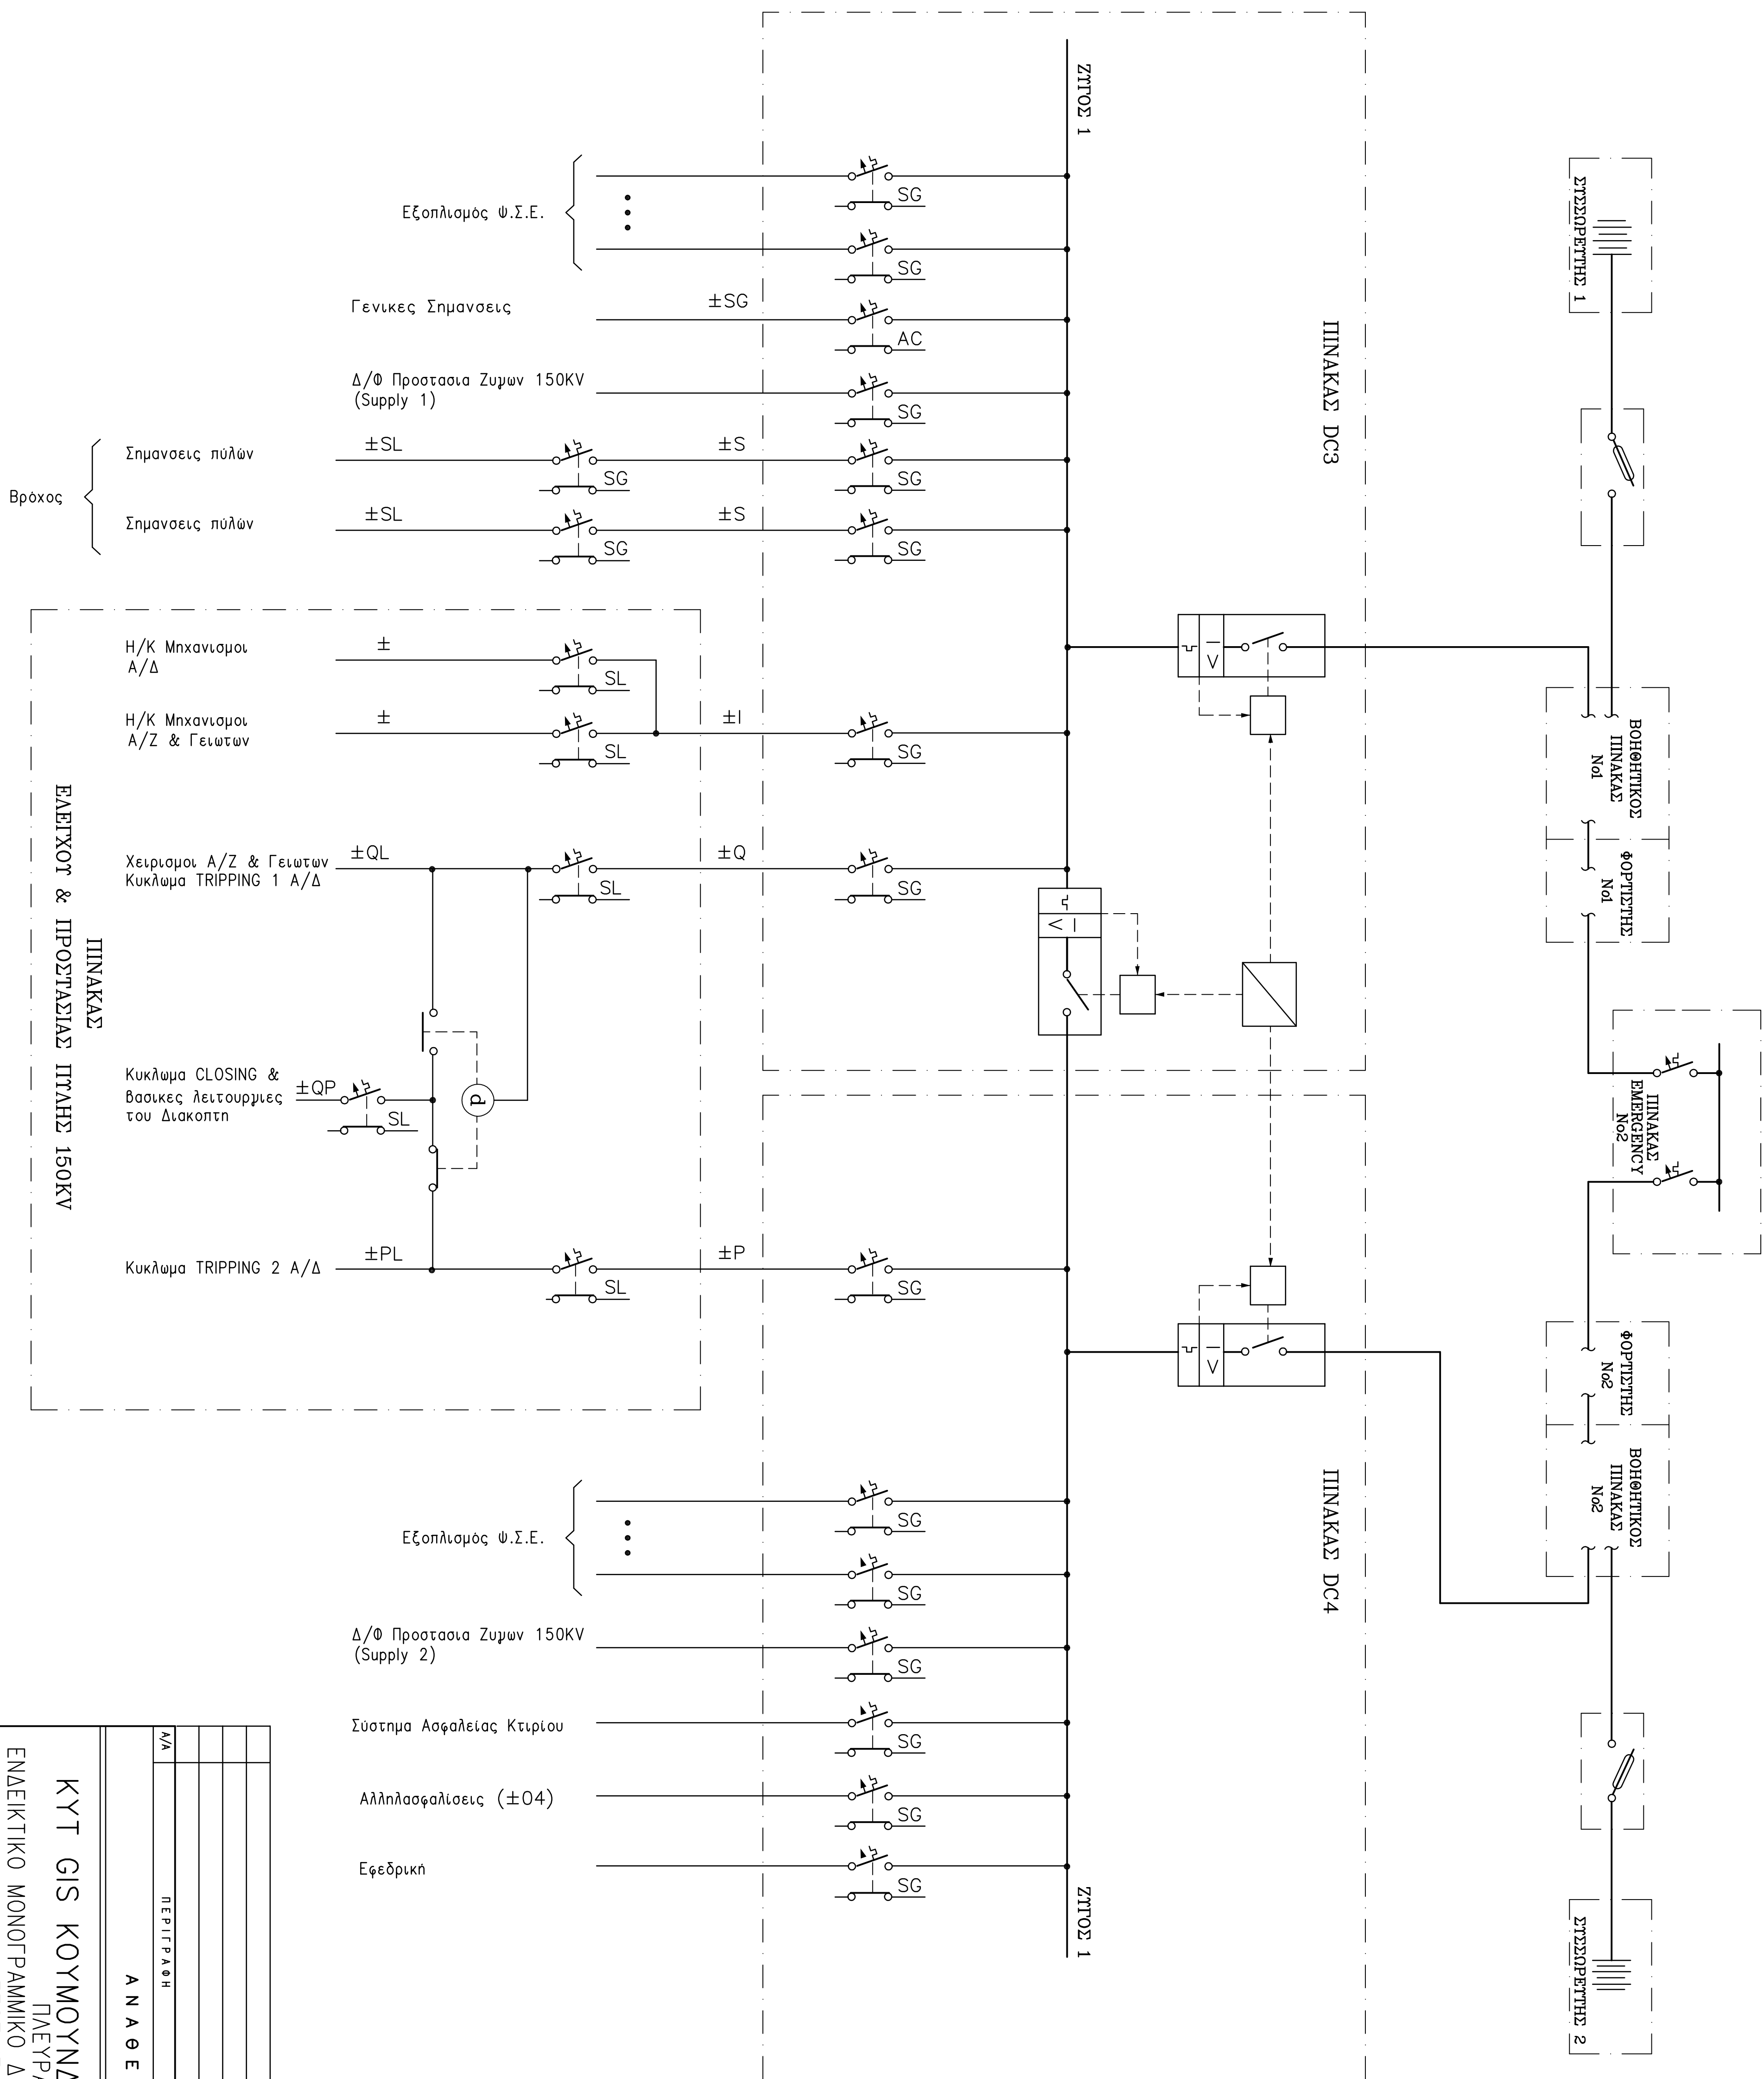 ΖΥΓΟΣ 1
Εξοπλισμός Ψ.Σ.Ε.
SG
SG
Γενικες Σημανσεις
±SG
AC
Δ/Φ Προστασια Ζυγων 150KV
(Supply 1)
SG
Βρόχος
Σημανσεις πύλών
±SL
SG
±S
SG
Σημανσεις πύλών
±SL
SG
±S
SG
ΠΙΝΑΚΑΣ DC3
ΣΥΣΣΩΡΕΥΤΗΣ 1
Η/Κ Μηχανισμοι
Α/Δ
±
SL
Η/Κ Μηχανισμοι
Α/Ζ & Γειωτων
±
SL
±I
SG
I
>
ΒΟΗΘΗΤΙΚΟΣ
ΠΙΝΑΚΑΣ
No1
ΦΟΡΤΙΣΤΗΣ
No1
Χειρισμοι Α/Ζ & Γειωτων
Κυκλωμα TRIPPING 1 Α/Δ
±QL
SL
±Q
SG
I
>
Κυκλωμα CLOSING &
βασικες λειτουργιες
του Διακοπτη
±QP
SL
d
ΠΙΝΑΚΑΣ
EMERGENCY
No2
Κυκλωμα TRIPPING 2 Α/Δ
±PL
SL
±P
SG
ΠΙΝΑΚΑΣ
ΕΛΕΓΧΟΥ & ΠΡΟΣΤΑΣΙΑΣ ΠΥΛΗΣ 150KV
I
>
ΦΟΡΤΙΣΤΗΣ
No2
ΒΟΗΘΗΤΙΚΟΣ
ΠΙΝΑΚΑΣ
No2
ΠΙΝΑΚΑΣ DC4
Εξοπλισμός Ψ.Σ.Ε.
SG
SG
Δ/Φ Προστασια Ζυγων 150KV
(Supply 2)
SG
Σύστημα Ασφαλείας Κτιρίου
SG
Αλληλασφαλίσεις (±04)
SG
Εφεδρική
SG
ΖΥΓΟΣ 1
ΣΥΣΣΩΡΕΥΤΗΣ 2
Α/Α
ΠΕΡΙΓΡΑΦΗ
ΑΝΑΘΕ
ΚΥΤ GIS ΚΟΥΜΟΥΝΔ
ΠΛΕΥΡΑ
ΕΝΔΕΙΚΤΙΚΟ ΜΟΝΟΓΡΑΜΜΙΚΟ Δ